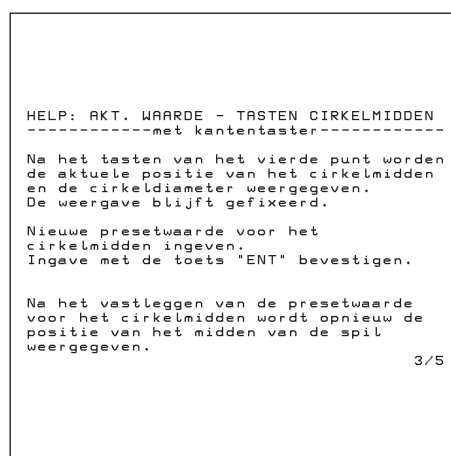 HELP: AKT. WAARDE - TASTEN CIRKELMIDDEN
------------met kantentaster------------
Na het tasten van het vierde punt worden
de aktuele positie van het cirkelmidden
en de cirkeldiameter weergegeven.
De weergave blijft gefixeerd.
Nieuwe presetwaarde voor het
cirkelmidden ingeven.
Ingave met de toets "ENT" bevestigen.
Na het vastleggen van de presetwaarde
voor het cirkelmidden wordt opnieuw de
positie van het midden van de spil
weergegeven.
3/5